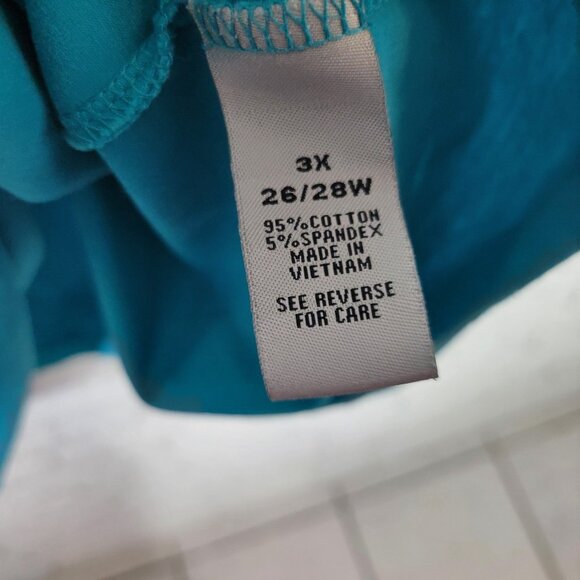 3X
26/28W
95%COTTON
5%SPANDEX
MADE IN
VIETNAM
SEE REVERSE
FOR CARE